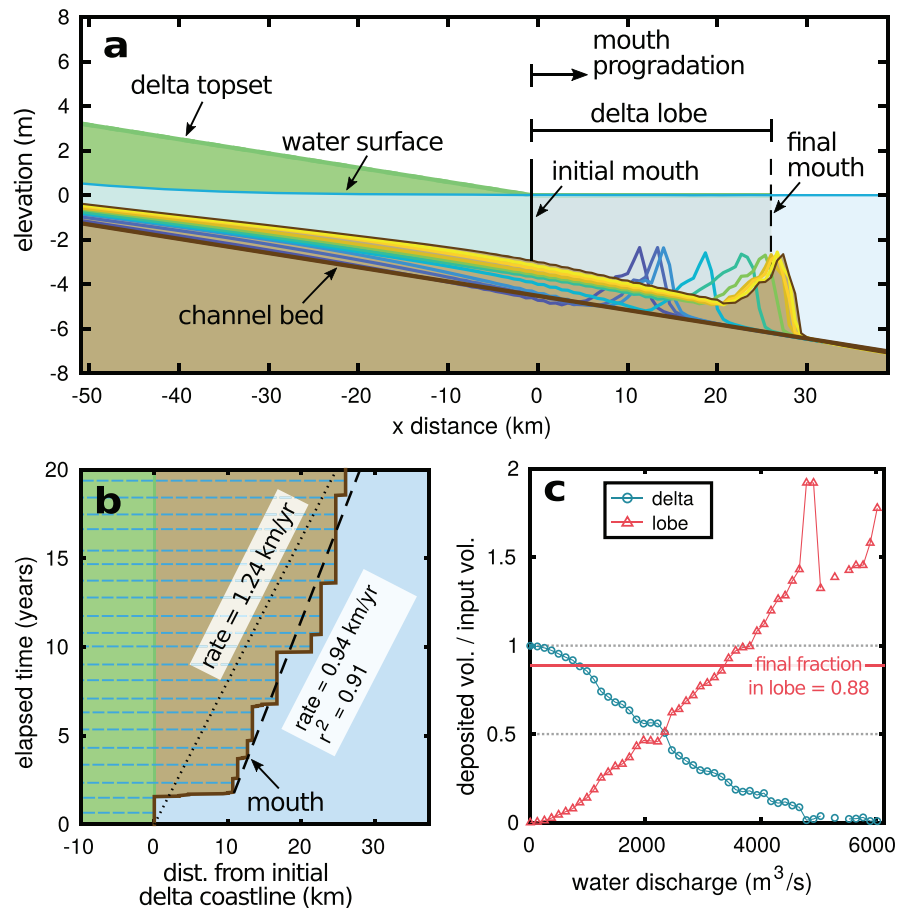 a
8
6
4
2
0
-2
-4
-6
-8
elevation (m)
delta topset
water surface
channel bed
mouth
progradation
delta lobe
initial mouth
final
mouth
-50
-40
-30
-20
-10
0
10
20
30
x distance (km)
b
20
15
10
5
0
elapsed time (years)
rate = 1.24 km/yr
rate = 0.94 km/yr
r² = 0.91
mouth
-10
0
10
20
30
dist. from initial
delta coastline (km)
c
2
1.5
1
0.5
0
deposited vol. / input vol.
delta
lobe
final fraction
in lobe = 0.88
0
2000
4000
6000
water discharge (m³/s)